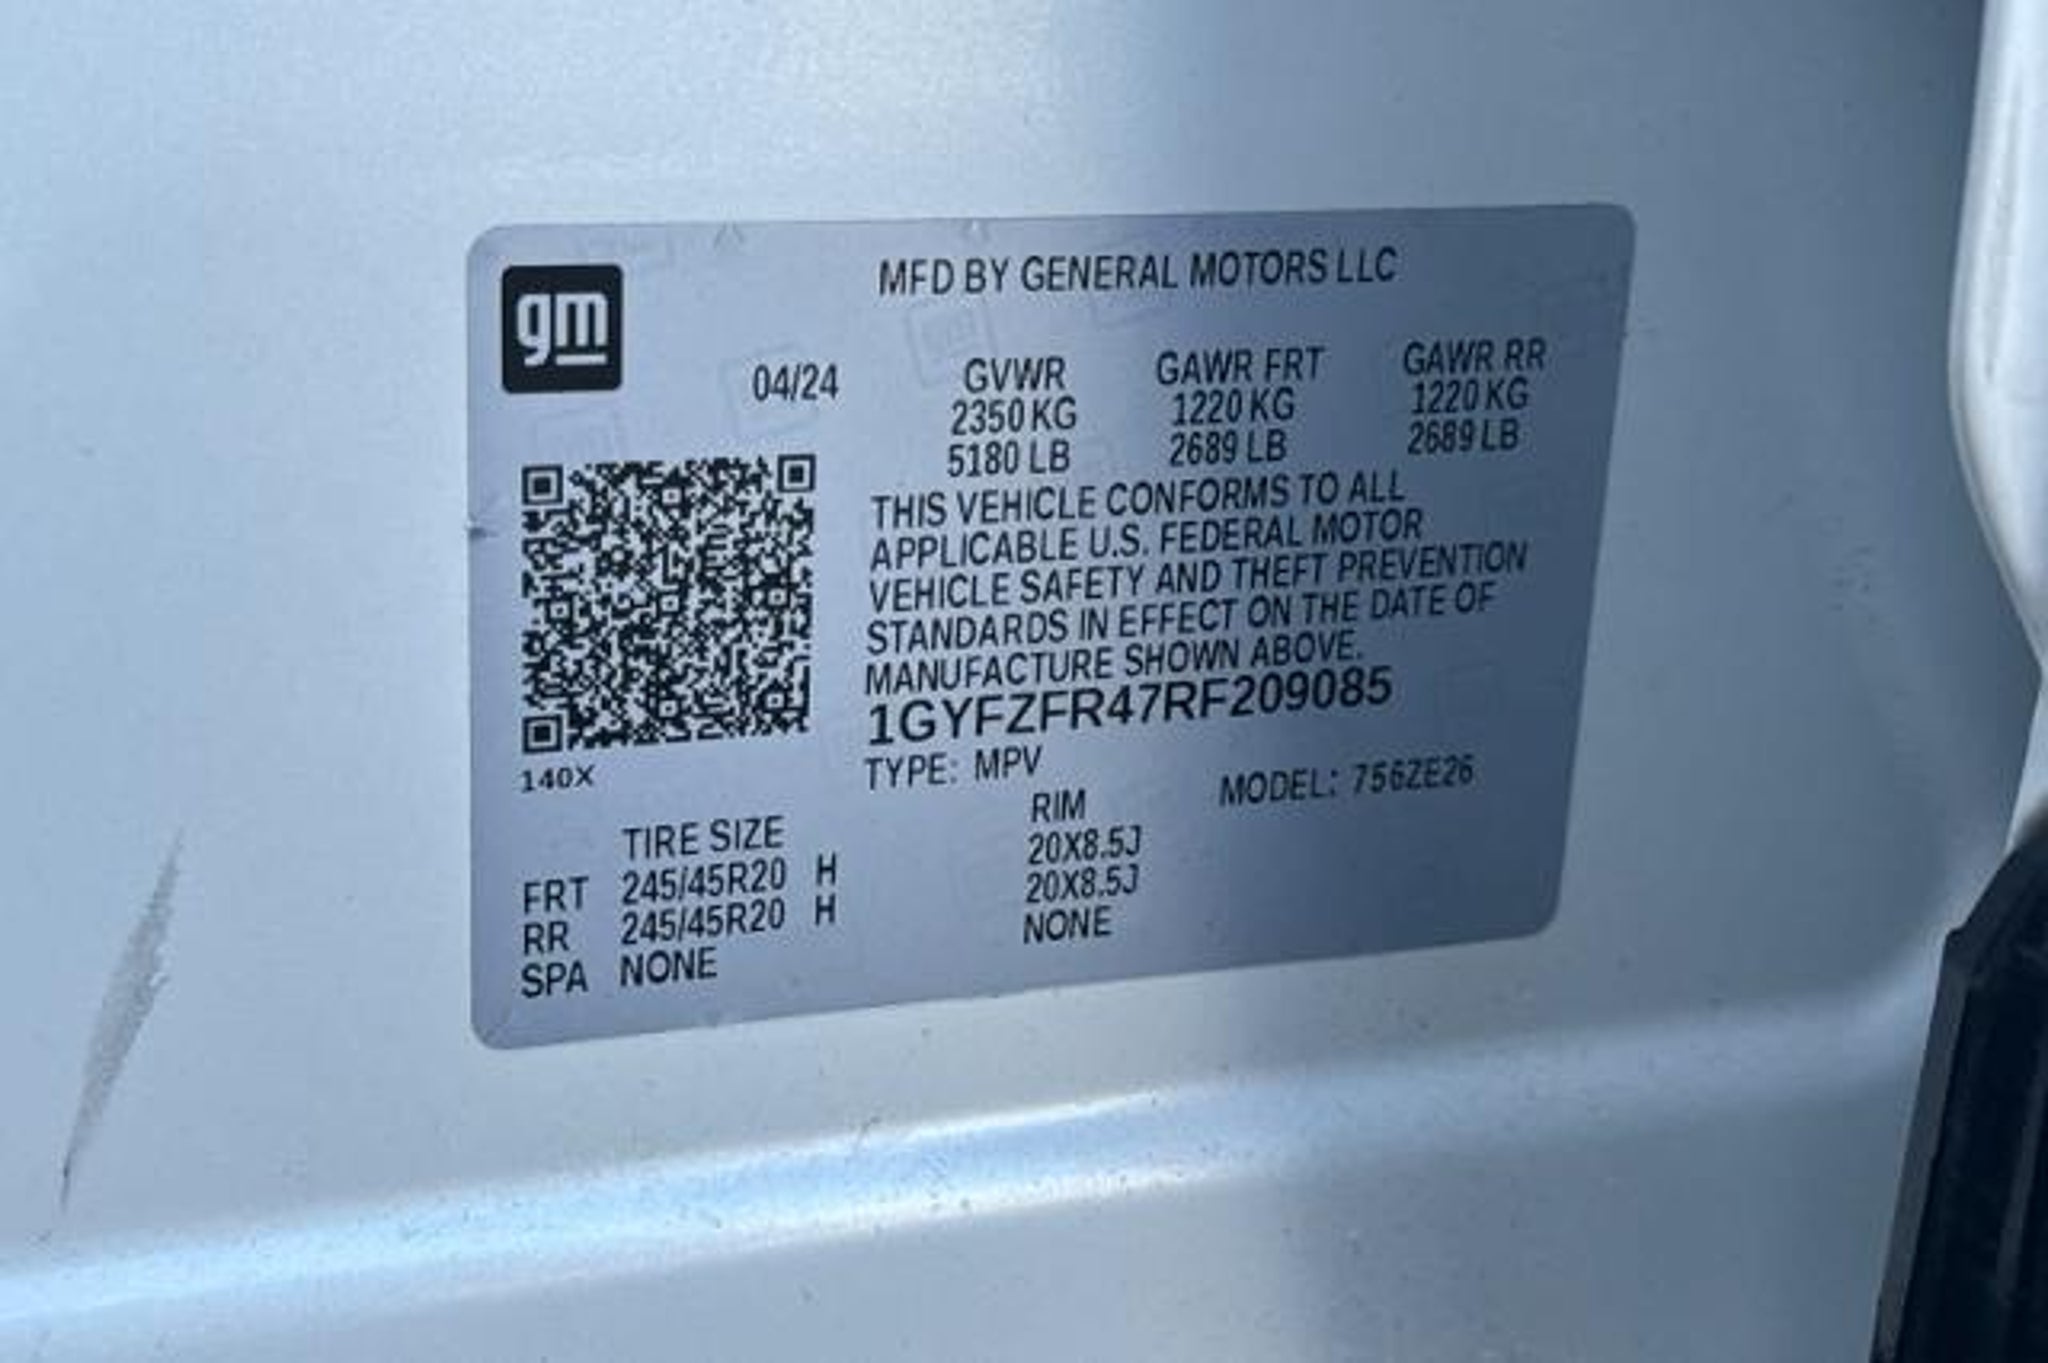 gm
MFD BY GENERAL MOTORS LLC
04/24
GVWR GAWR FRT GAWR RR
2350 KG 1220 KG 1220 KG
5180 LB 2689 LB 2689 LB
THIS VEHICLE CONFORMS TO ALL
APPLICABLE U.S. FEDERAL MOTOR
VEHICLE SAFETY AND THEFT PREVENTION
STANDARDS IN EFFECT ON THE DATE OF
MANUFACTURE SHOWN ABOVE.
1GYFZFR47RF209085
140X
TYPE: MPV MODEL: 756ZE26
TIRE SIZE RIM
FRT 245/45R20 H 20X8.5J
RR 245/45R20 H 20X8.5J
SPA NONE NONE